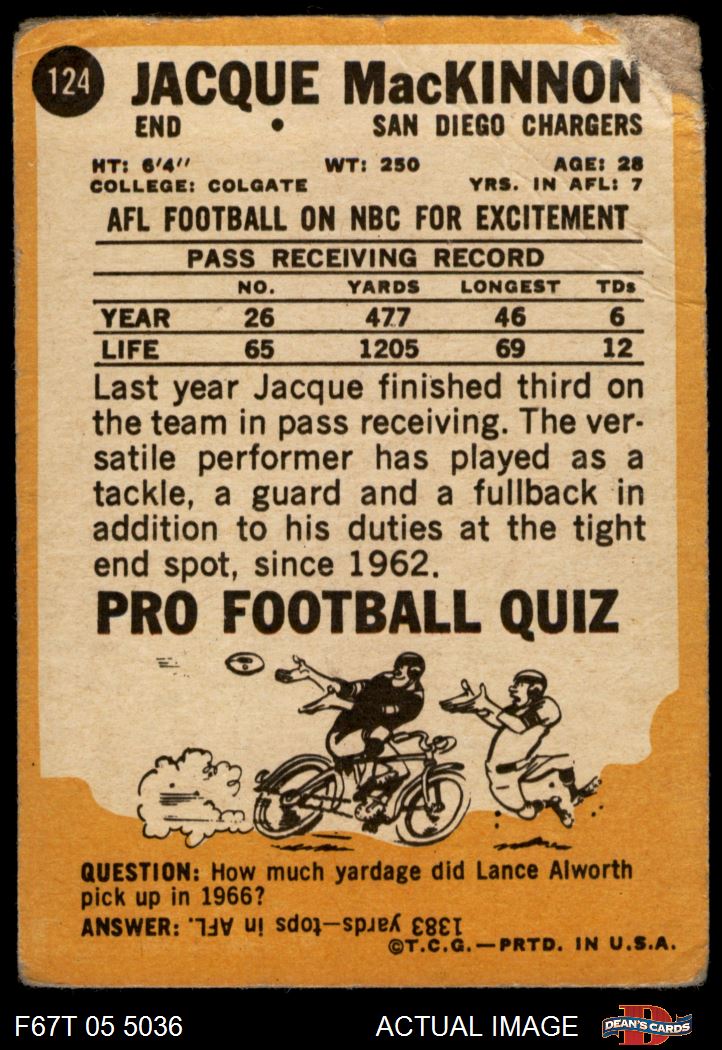 124
JACQUE MacKINNON
END • SAN DIEGO CHARGERS
HT: 6'4'' WT: 250 AGE: 28
COLLEGE: COLGATE YRS. IN AFL: 7
AFL FOOTBALL ON NBC FOR EXCITEMENT
PASS RECEIVING RECORD
NO. YARDS LONGEST TDs
YEAR 26 477 46 6
LIFE 65 1205 69 12
Last year Jacque finished third on
the team in pass receiving. The ver-
satile performer has played as a
tackle, a guard and a fullback in
addition to his duties at the tight
end spot, since 1962.
PRO FOOTBALL QUIZ
QUESTION: How much yardage did Lance Alworth
pick up in 1966?
ANSWER: 1383 yards—tops in AFL.
©T.C.G.—PRTD. IN U.S.A.
F67T 05 5036 ACTUAL IMAGE D DEAN'S CARDS